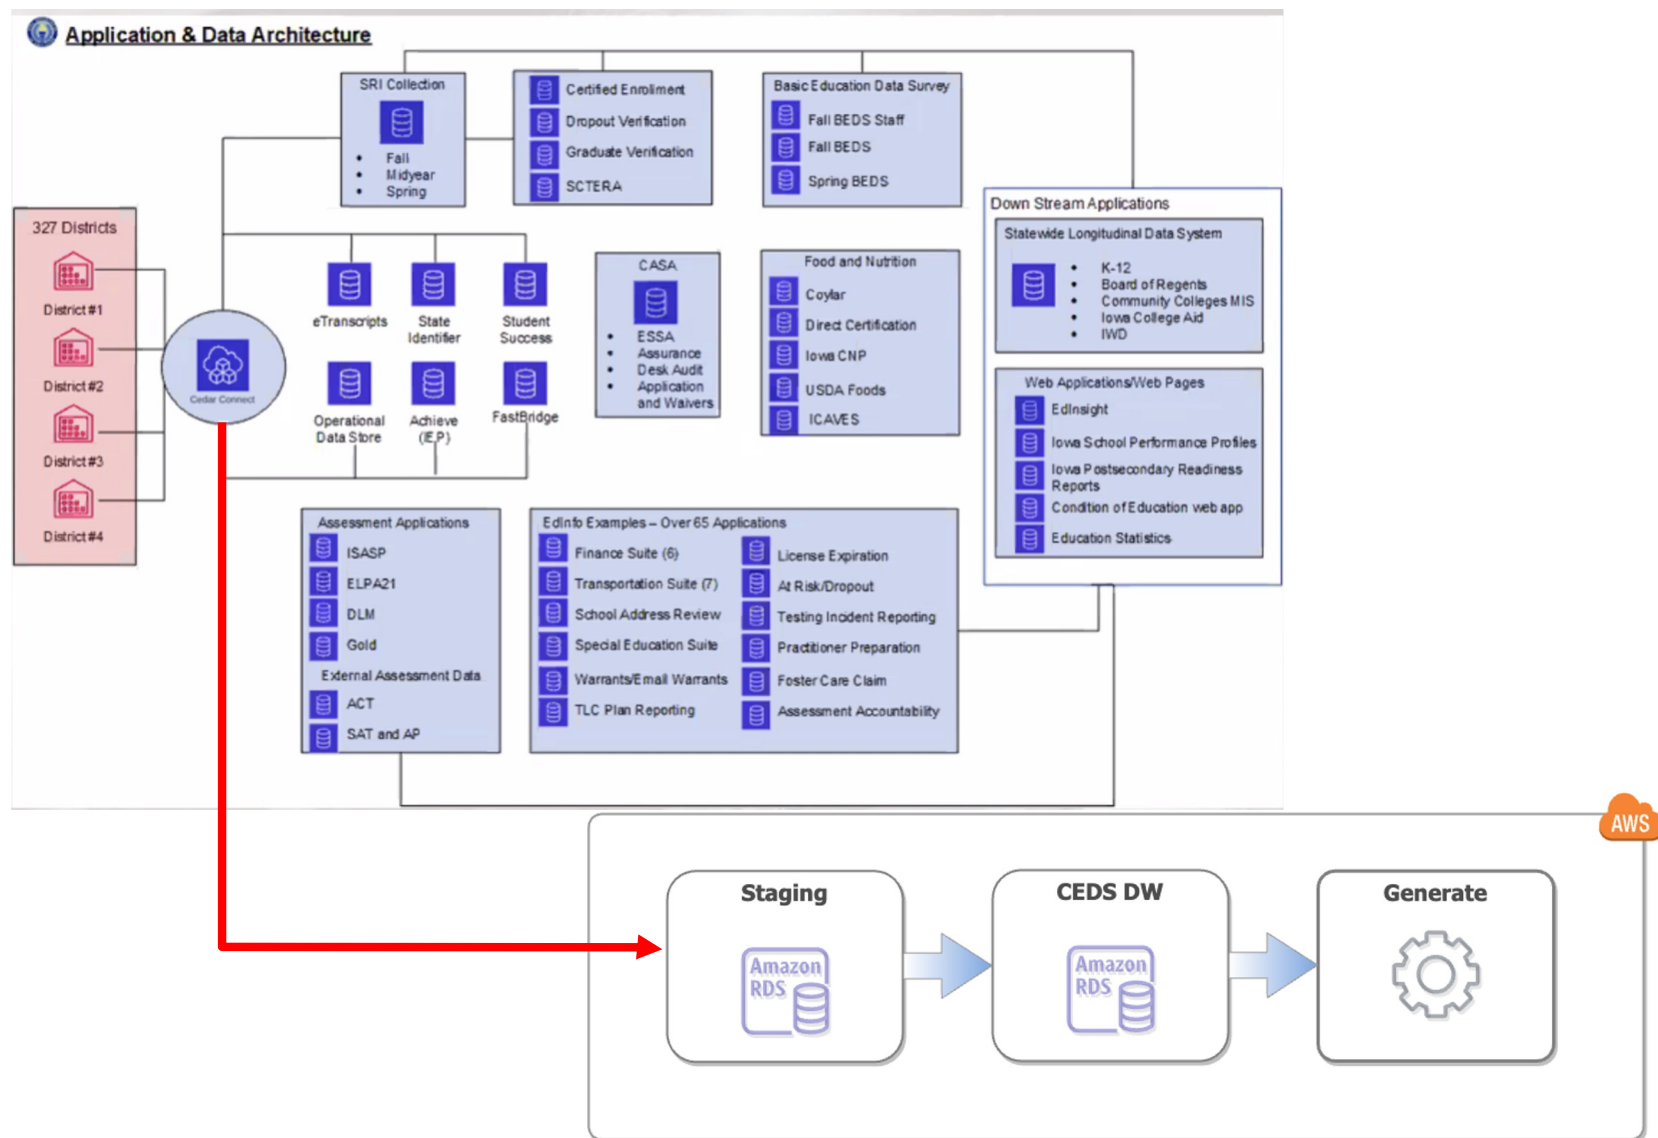 Application & Data Architecture
SRI Collection
Fall
Midyear
Spring
Certified Enrollment
Dropout Verification
Graduate Verification
SCTERA
Basic Education Data Survey
Fall BEDS Staff
Fall BEDS
Spring BEDS
327 Districts
District #1
District #2
District #3
District #4
Cedar Connect
eTranscripts
State
Identifier
Student
Success
Operational
Data Store
Achieve
(IEP)
FastBridge
CASA
ESSA
Assurance
Desk Audit
Application
and Waivers
Food and Nutrition
Coylar
Direct Certification
Iowa CNP
USDA Foods
ICAVES
Down Stream Applications
Statewide Longitudinal Data System
K-12
Board of Regents
Community Colleges MIS
Iowa College Aid
IWD
Web Applications/Web Pages
EdInsight
Iowa School Performance Profiles
Iowa Postsecondary Readiness
Reports
Condition of Education web app
Education Statistics
Assessment Applications
ISASP
ELPA21
DLM
Gold
External Assessment Data
ACT
SAT and AP
EdInfo Examples – Over 65 Applications
Finance Suite (6)
Transportation Suite (7)
School Address Review
Special Education Suite
Warrants/Email Warrants
TLC Plan Reporting
License Expiration
At Risk/Dropout
Testing Incident Reporting
Practitioner Preparation
Foster Care Claim
Assessment Accountability
AWS
Staging
Amazon
RDS
CEDS DW
Amazon
RDS
Generate